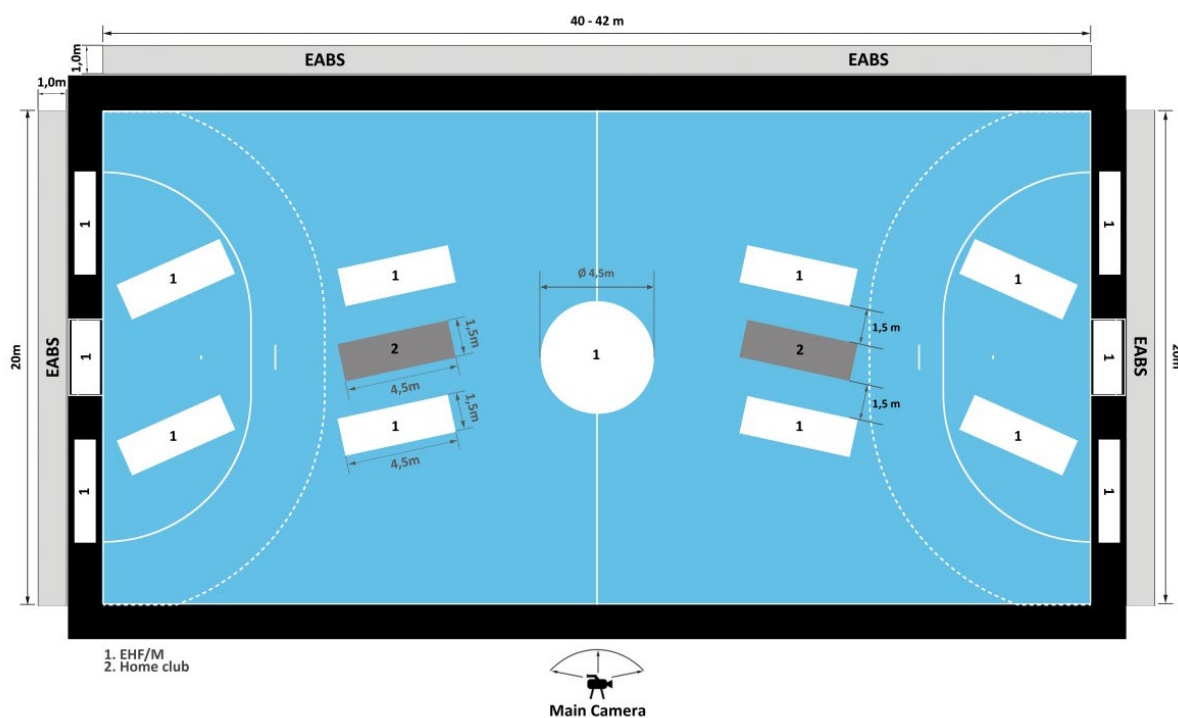 40 - 42 m
1,0m
EABS
EABS
1,0m
1
1
1
1
1
1
Ø 4,5m
20m
EABS
1
2
1,5m
4,5m
1
2
1,5 m
1
EABS
20m
1
1
1,5m
4,5m
1
1,5 m
1
1
1
1. EHF/M
2. Home club
Main Camera